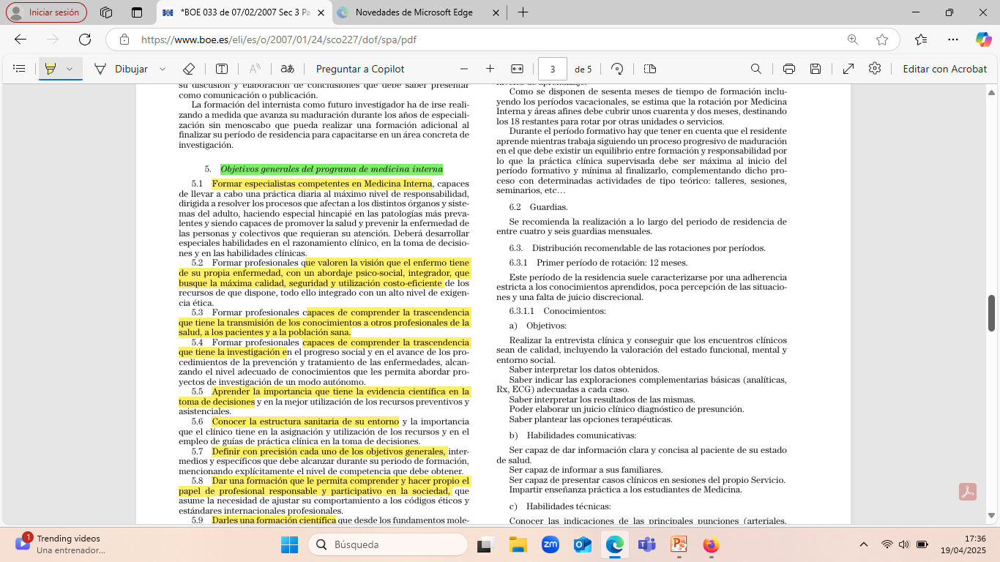 Iniciar sesión
*BOE 033 de 07/02/2007 Sec 3 Pa
Novedades de Microsoft Edge
https://www.boe.es/eli/es/o/2007/01/24/sco227/dof/spa/pdf
Dibujar
Preguntar a Copilot
3
de 5
Editar con Acrobat
su discusión y elaboración de conclusiones que debe saber presentar
como comunicación o publicación.
La formación del internista como futuro investigador ha de irse reali-
zando a medida que avanza su maduración durante los años de especiali-
zación sin menoscabo que pueda realizar una formación adicional al
finalizar su período de residencia para capacitarse en un área concreta de
investigación.
5. Objetivos generales del programa de medicina interna
5.1 Formar especialistas competentes en Medicina Interna, capaces
de llevar a cabo una práctica diaria al máximo nivel de responsabilidad,
dirigida a resolver los procesos que afectan a los distintos órganos y siste-
mas del adulto, haciendo especial hincapié en las patologías más preva-
lentes y siendo capaces de promover la salud y prevenir la enfermedad de
las personas y colectivos que requieran su atención. Deberá desarrollar
especiales habilidades en el razonamiento clínico, en la toma de decisio-
nes y en las habilidades clínicas.
5.2 Formar profesionales que valoren la visión que el enfermo tiene
de su propia enfermedad, con un abordaje psico-social, integrador, que
busque la máxima calidad, seguridad y utilización costo-eficiente de los
recursos de que dispone, todo ello integrado con un alto nivel de exigen-
cia ética.
5.3 Formar profesionales capaces de comprender la trascendencia
que tiene la transmisión de los conocimientos a otros profesionales de la
salud, a los pacientes y a la población sana.
5.4 Formar profesionales capaces de comprender la trascendencia
que tiene la investigación en el progreso social y en el avance de los pro-
cedimientos de la prevención y tratamiento de las enfermedades, alcan-
zando el nivel adecuado de conocimientos que les permita abordar pro-
yectos de investigación de un modo autónomo.
5.5 Aprender la importancia que tiene la evidencia científica en la
toma de decisiones y en la mejor utilización de los recursos preventivos y
asistenciales.
5.6 Conocer la estructura sanitaria de su entorno y la importancia
que el clínico tiene en la asignación y utilización de los recursos y en el
empleo de guías de práctica clínica en la toma de decisiones.
5.7 Definir con precisión cada uno de los objetivos generales, inter-
medios y específicos que debe alcanzar durante su periodo de formación,
mencionando explícitamente el nivel de competencia que debe obtener.
5.8 Dar una formación que le permita comprender y hacer propio el
papel de profesional responsable y participativo en la sociedad, que
asume la necesidad de ajustar su comportamiento a los códigos éticos y
estándares internacionales profesionales.
5.9 Darles una formación científica que desde los fundamentos mole-
niveles de aprendizaje.
Como se disponen de sesenta meses de tiempo de formación inclu-
yendo los períodos vacacionales, se estima que la rotación por Medicina
Interna y áreas afines debe cubrir unos cuarenta y dos meses, destinando
los 18 restantes para rotar por otras unidades o servicios.
Durante el período formativo hay que tener en cuenta que el residente
aprende mientras trabaja siguiendo un proceso progresivo de maduración
en el que debe existir un equilibrio entre formación y responsabilidad por
lo que la práctica clínica supervisada debe ser máxima al inicio del
período formativo y mínima al finalizarlo, complementando dicho pro-
ceso con determinadas actividades de tipo teórico: talleres, sesiones,
seminarios, etc…
6.2 Guardias.
Se recomienda la realización a lo largo del periodo de residencia de
entre cuatro y seis guardias mensuales.
6.3. Distribución recomendable de las rotaciones por períodos.
6.3.1 Primer período de rotación: 12 meses.
Este período de la residencia suele caracterizarse por una adherencia
estricta a los conocimientos aprendidos, poca percepción de las situacio-
nes y una falta de juicio discrecional.
6.3.1.1 Conocimientos:
a) Objetivos:
Realizar la entrevista clínica y conseguir que los encuentros clínicos
sean de calidad, incluyendo la valoración del estado funcional, mental y
entorno social.
Saber interpretar los datos obtenidos.
Saber indicar las exploraciones complementarias básicas (analíticas,
Rx, ECG) adecuadas a cada caso.
Saber interpretar los resultados de las mismas.
Poder elaborar un juicio clínico diagnóstico de presunción.
Saber plantear las opciones terapéuticas.
b) Habilidades comunicativas:
Ser capaz de dar información clara y concisa al paciente de su estado
de salud.
Ser capaz de informar a sus familiares.
Ser capaz de presentar casos clínicos en sesiones del propio Servicio.
Impartir enseñanza práctica a los estudiantes de Medicina.
c) Habilidades técnicas:
Conocer las indicaciones de las principales punciones (arteriales,
1
Trending videos
Una entrenador...
Búsqueda
17:36
19/04/2025